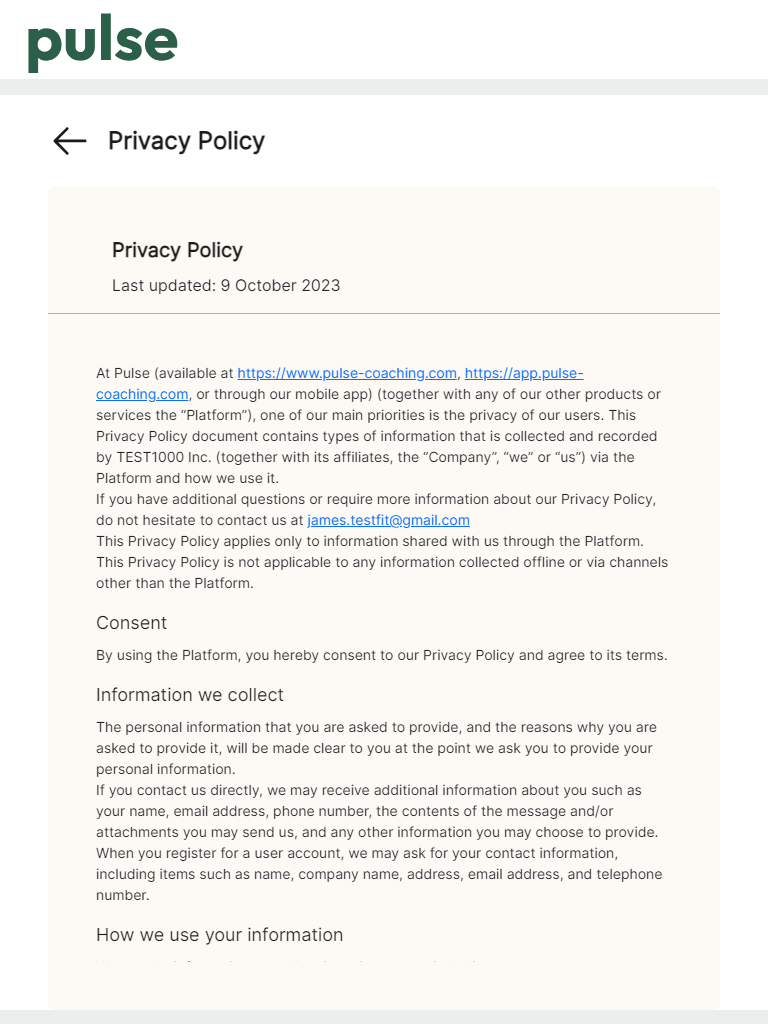 pulse
Privacy Policy
Privacy Policy
Last updated: 9 October 2023
At Pulse (available at https://www.pulse-coaching.com, https://app.pulse-
coaching.com, or through our mobile app) (together with any of our other products or
services the “Platform”), one of our main priorities is the privacy of our users. This
Privacy Policy document contains types of information that is collected and recorded
by TEST1000 Inc. (together with its affiliates, the “Company”, “we” or “us”) via the
Platform and how we use it.
If you have additional questions or require more information about our Privacy Policy,
do not hesitate to contact us at james.testfit@gmail.com
This Privacy Policy applies only to information shared with us through the Platform.
This Privacy Policy is not applicable to any information collected offline or via channels
other than the Platform.
Consent
By using the Platform, you hereby consent to our Privacy Policy and agree to its terms.
Information we collect
The personal information that you are asked to provide, and the reasons why you are
asked to provide it, will be made clear to you at the point we ask you to provide your
personal information.
If you contact us directly, we may receive additional information about you such as
your name, email address, phone number, the contents of the message and/or
attachments you may send us, and any other information you may choose to provide.
When you register for a user account, we may ask for your contact information,
including items such as name, company name, address, email address, and telephone
number.
How we use your information